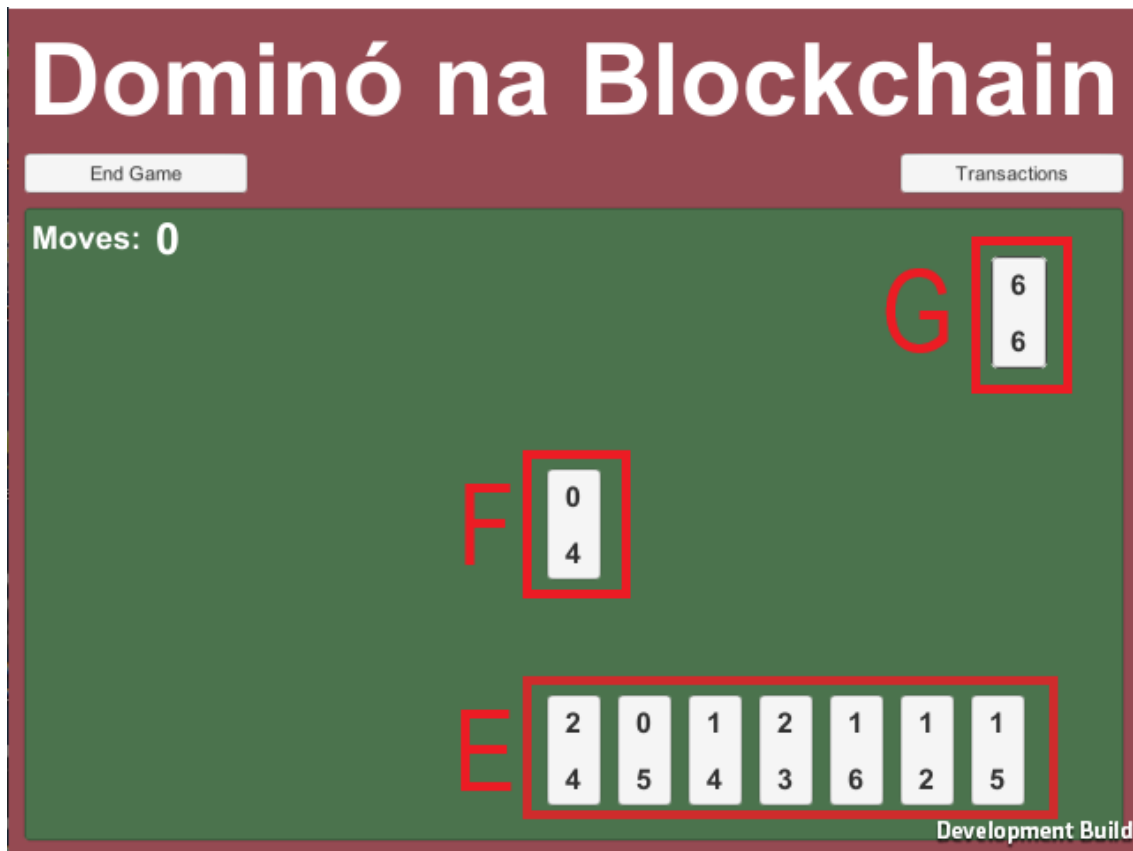 Dominó na Blockchain
End Game Transactions
Moves: 0
G
6
6
F
0
4
E
2 0 1 2 1 1 1
4 5 4 3 6 2 5
Development Build